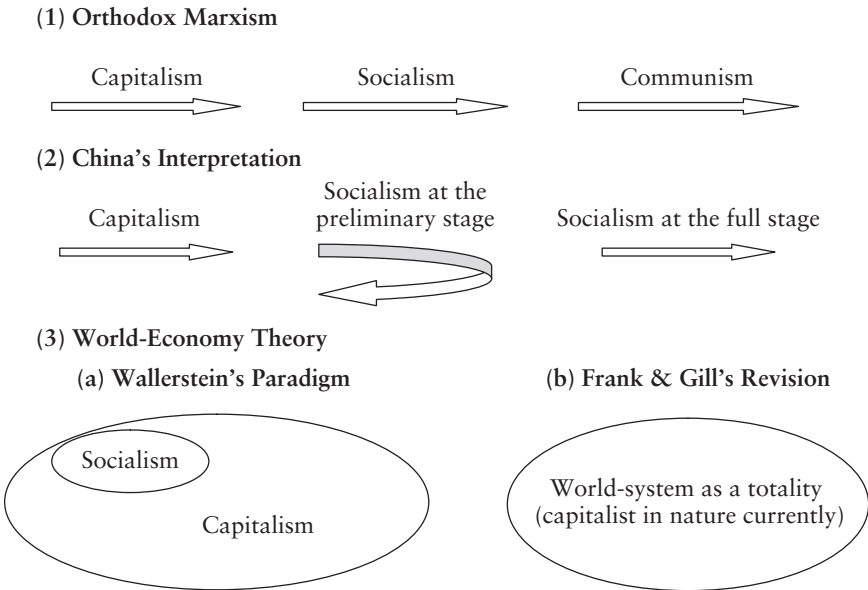 (1) Orthodox Marxism
Capitalism
Socialism
Communism
(2) China’s Interpretation
Capitalism
Socialism at the
preliminary stage
Socialism at the full stage
(3) World-Economy Theory
(a) Wallerstein’s Paradigm
(b) Frank & Gill’s Revision
Socialism
Capitalism
World-system as a totality
(capitalist in nature currently)